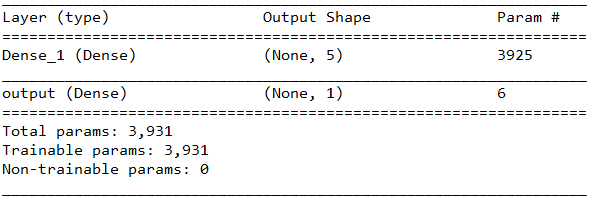 Layer (type) Output Shape Param #
=================================================================
Dense_1 (Dense) (None, 5) 3925
_________________________________________________________________
output (Dense) (None, 1) 6
=================================================================
Total params: 3,931
Trainable params: 3,931
Non-trainable params: 0
_________________________________________________________________